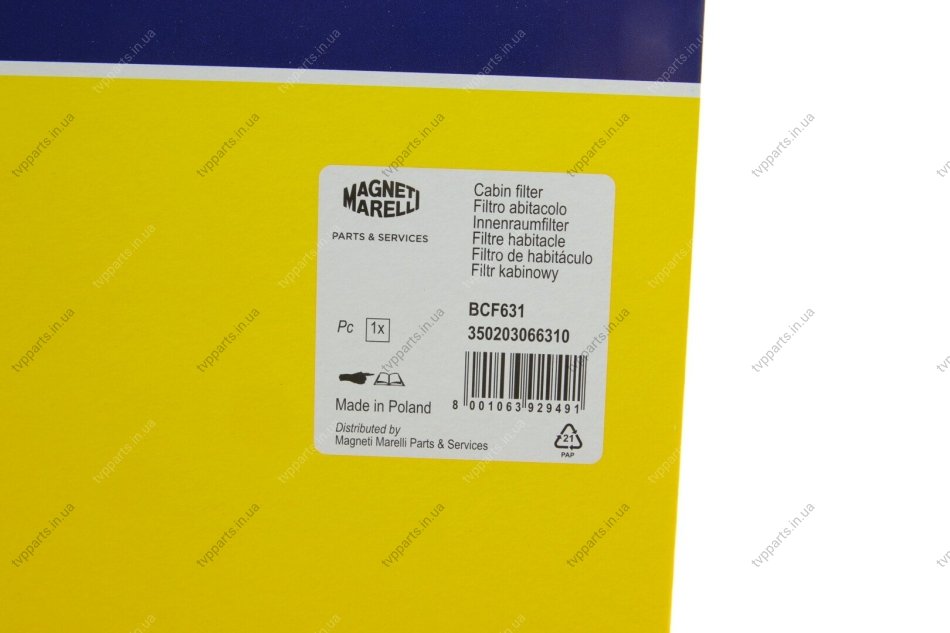 MAGNETI
MARELLI
PARTS & SERVICES
Cabin filter
Filtro abitacolo
Innenraumfilter
Filtre habitacle
Filtro de habitáculo
Filtr kabinowy
BCF631
350203066310
Pc 1x
8 001063 929491
Made in Poland
Distributed by
Magneti Marelli Parts & Services
21
PAP
tvpparts.in.ua